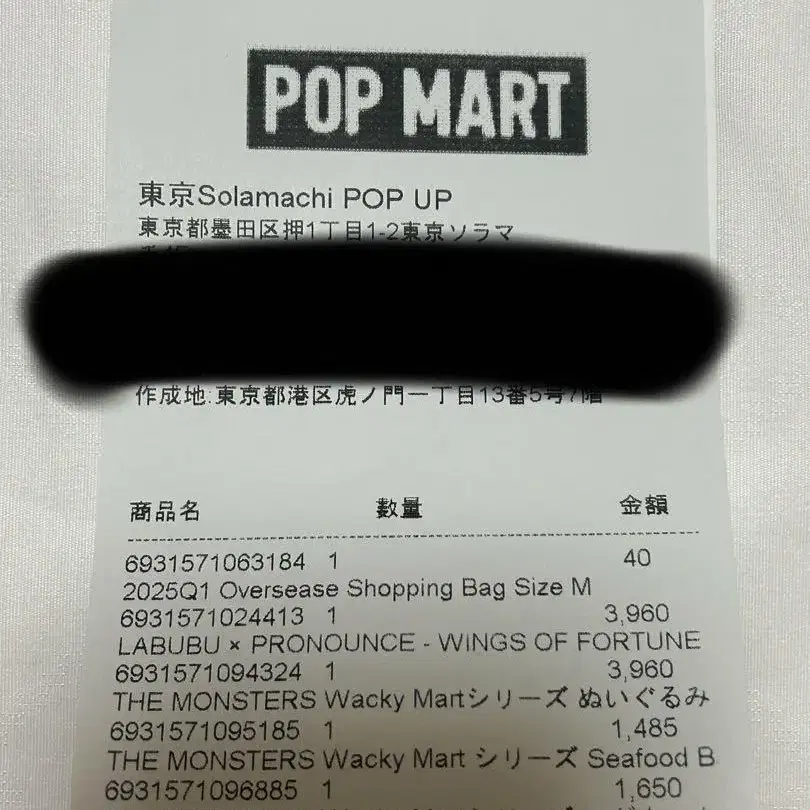 POP MART
東京Solamachi POP UP
東京都墨田区押1丁目1-2東京ソラマ
作成地:東京都港区虎ノ門一丁目13番5号7階
商品名 数量 金額
6931571063184 1 40
2025Q1 Oversease Shopping Bag Size M
6931571024413 1 3,960
LABUBU × PRONOUNCE - WINGS OF FORTUNE
6931571094324 1 3,960
THE MONSTERS Wacky Martシリーズ ぬいぐるみ
6931571095185 1 1,485
THE MONSTERS Wacky Mart シリーズ Seafood B
6931571096885 1 1,650